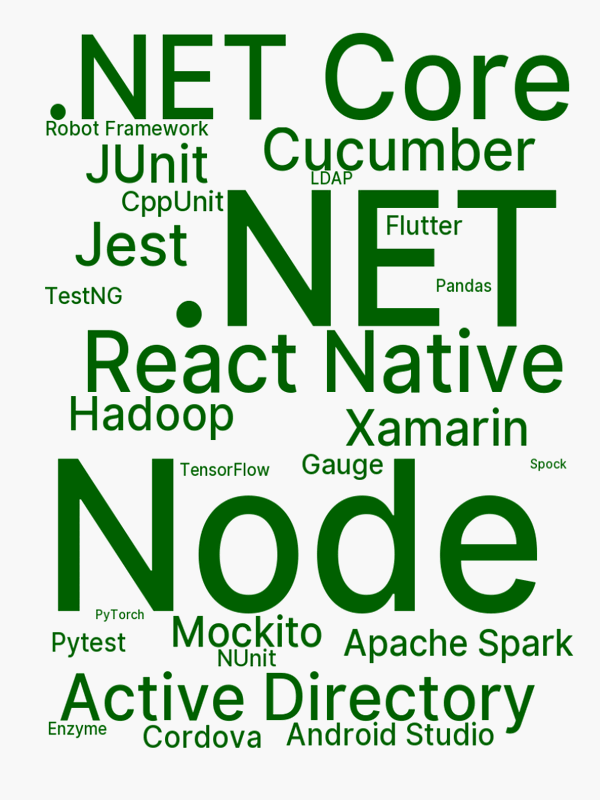 .NET Core
Robot Framework
Cucumber
JUnit
LDAP
CppUnit
.NET
Flutter
Jest
Pandas
TestNG
React Native
Hadoop
Xamarin
Gauge
Spock
TensorFlow
Node
PyTorch
Mockito
Pytest
Apache Spark
NUnit
Active Directory
Enzyme
Cordova
Android Studio